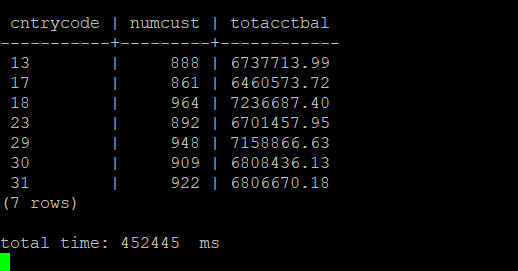 cntrycode | numcust | totacctbal
-----------+---------+------------
 13        |     888 | 6737713.99
 17        |     861 | 6460573.72
 18        |     964 | 7236687.40
 23        |     892 | 6701457.95
 29        |     948 | 7158866.63
 30        |     909 | 6808436.13
 31        |     922 | 6806670.18
(7 rows)

total time: 452445  ms